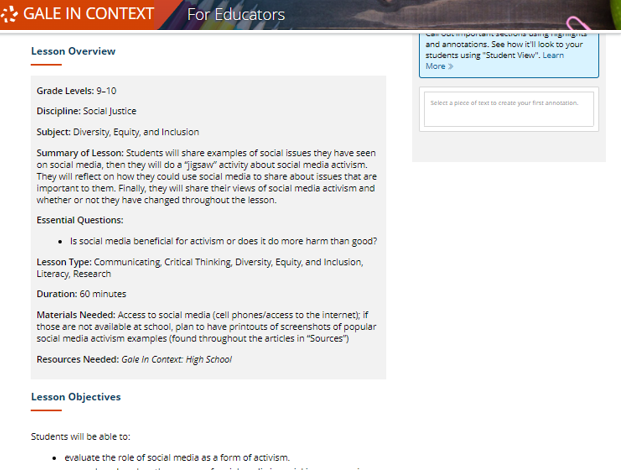 GALE IN CONTEXT
For Educators
Lesson Overview
Grade Levels: 9–10
Discipline: Social Justice
Subject: Diversity, Equity, and Inclusion
Summary of Lesson: Students will share examples of social issues they have seen
on social media, then they will do a "jigsaw" activity about social media activism.
They will reflect on how they could use social media to share about issues that are
important to them. Finally, they will share their views of social media activism and
whether or not they have changed throughout the lesson.
Essential Questions:
• Is social media beneficial for activism or does it do more harm than good?
Lesson Type: Communicating, Critical Thinking, Diversity, Equity, and Inclusion,
Literacy, Research
Duration: 60 minutes
Materials Needed: Access to social media (cell phones/access to the internet); if
those are not available at school, plan to have printouts of screenshots of popular
social media activism examples (found throughout the articles in "Sources")
Resources Needed: Gale In Context: High School
Lesson Objectives
Students will be able to:
• evaluate the role of social media as a form of activism.
Call out important sections using highlights
and annotations. See how it'll look to your
students using "Student View". Learn
More »
Select a piece of text to create your first annotation.